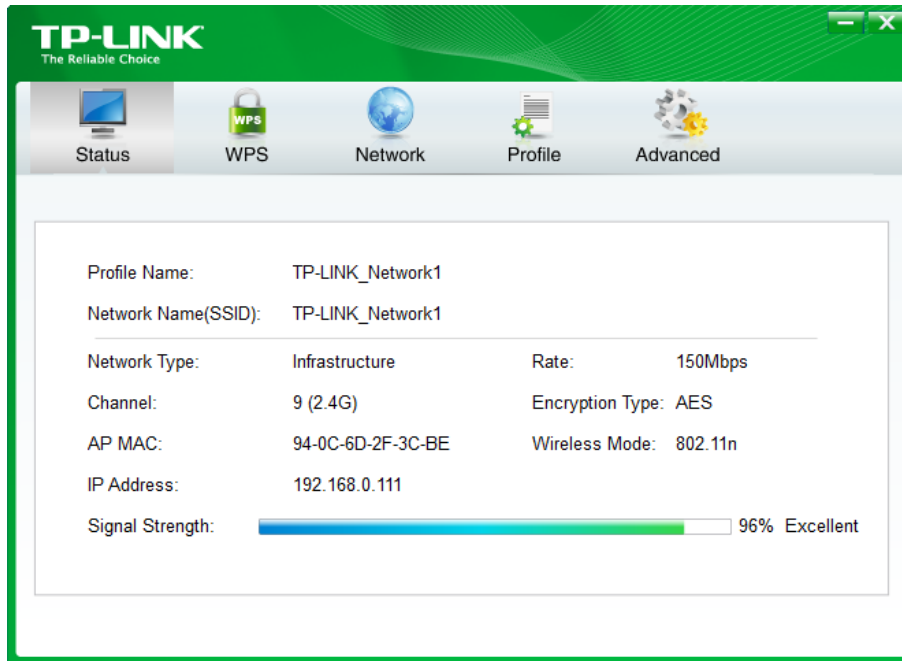 TP-LINK
The Reliable Choice
WPS
Status WPS Network Profile Advanced
Profile Name: TP-LINK_Network1
Network Name(SSID): TP-LINK_Network1
Network Type: Infrastructure Rate: 150Mbps
Channel: 9 (2.4G) Encryption Type: AES
AP MAC: 94-0C-6D-2F-3C-BE Wireless Mode: 802.11n
IP Address: 192.168.0.111
Signal Strength: 96% Excellent